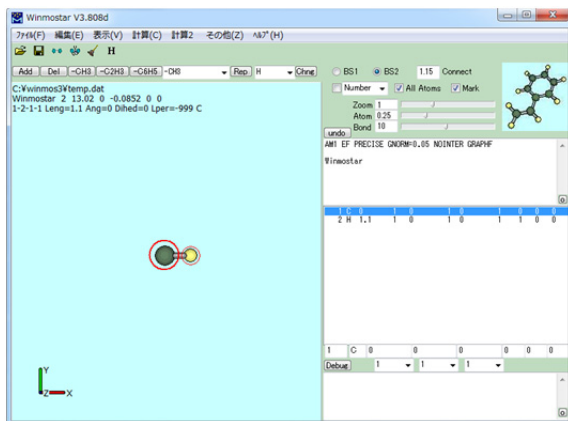 Winmostar V3.808d
ファイル(F) 編集(E) 表示(V) 計算(C) 計算2 その他(Z) ヘルプ(H)
H
Add Del -CH3 -C2H3 -C6H5 -CH3 Rep H Chng
BS1 BS2 1.15 Connect
Number All Atoms Mark
Zoom 1
Atom 0.25
Bond 10
undo
C:¥winmos3¥temp.dat
Winmostar 2 13.02 0 -0.0852 0 0
1-2-1-1 Leng=1.1 Ang=0 Dihed=0 Lper=-999 C
AM1 EF PRECISE GNORM=0.05 NOINTER GRAPHF
Winmostar
1 C 0 1 0 1 0 1 0 0 0
2 H 1.1 1 0 1 0 1 1 0 0
1 C 0 0 0 0 0 0
Debug 1 1 1
Y
Z X